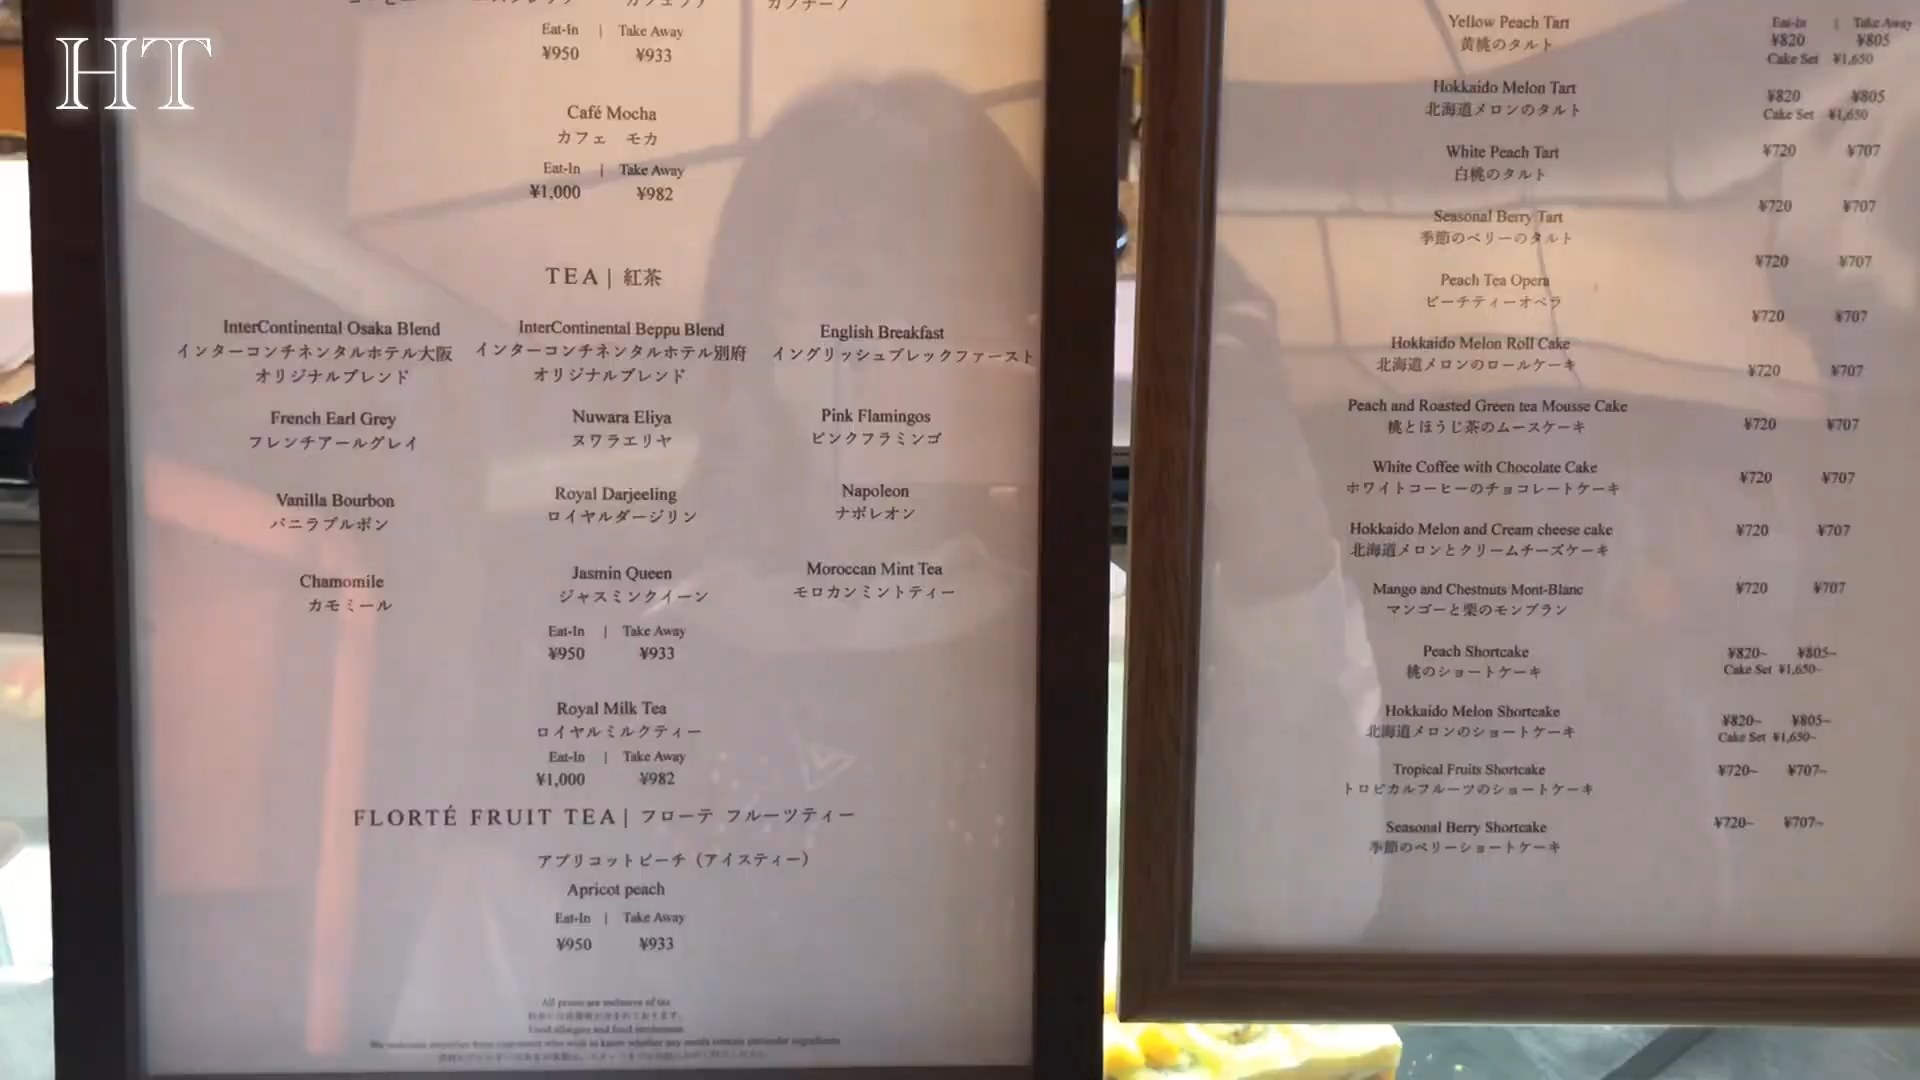 HT
Eat-In | Take Away
¥950 ¥933
Café Mocha
カフェ モカ
Eat-In | Take Away
¥1,000 ¥982
TEA | 紅茶
InterContinental Osaka Blend
インターコンチネンタルホテル大阪
オリジナルブレンド
InterContinental Beppu Blend
インターコンチネンタルホテル別府
オリジナルブレンド
English Breakfast
イングリッシュブレックファースト
French Earl Grey
フレンチアールグレイ
Nuwara Eliya
ヌワラエリヤ
Pink Flamingos
ピンクフラミンゴ
Vanilla Bourbon
バニラブルボン
Royal Darjeeling
ロイヤルダージリン
Napoleon
ナポレオン
Chamomile
カモミール
Jasmin Queen
ジャスミンクイーン
Moroccan Mint Tea
モロカンミントティー
Eat-In | Take Away
¥950 ¥933
Royal Milk Tea
ロイヤルミルクティー
Eat-In | Take Away
¥1,000 ¥982
FLORTÉ FRUIT TEA | フローテ フルーツティー
アプリコットピーチ（アイスティー）
Apricot peach
Eat-In | Take Away
¥950 ¥933
All prices are inclusive of tax
Food allergies and food intolerances
Yellow Peach Tart
黄桃のタルト
Eat-In | Take Away
¥820 ¥805
Cake Set ¥1,650
Hokkaido Melon Tart
北海道メロンのタルト
¥820 ¥805
Cake Set ¥1,650
White Peach Tart
白桃のタルト
¥720 ¥707
Seasonal Berry Tart
季節のベリーのタルト
¥720 ¥707
Peach Tea Opera
ピーチティーオペラ
¥720 ¥707
Hokkaido Melon Roll Cake
北海道メロンのロールケーキ
¥720 ¥707
Peach and Roasted Green tea Mousse Cake
桃とほうじ茶のムースケーキ
¥720 ¥707
White Coffee with Chocolate Cake
ホワイトコーヒーのチョコレートケーキ
¥720 ¥707
Hokkaido Melon and Cream cheese cake
北海道メロンとクリームチーズケーキ
¥720 ¥707
Mango and Chestnuts Mont-Blanc
マンゴーと栗のモンブラン
¥720 ¥707
¥720 ¥707
Peach Shortcake
桃のショートケーキ
¥820~ ¥805~
Cake Set ¥1,650~
Hokkaido Melon Shortcake
北海道メロンのショートケーキ
¥820~ ¥805~
Cake Set ¥1,650~
Tropical Fruits Shortcake
トロピカルフルーツのショートケーキ
¥720~ ¥707~
Seasonal Berry Shortcake
季節のベリーショートケーキ
¥720~ ¥707~